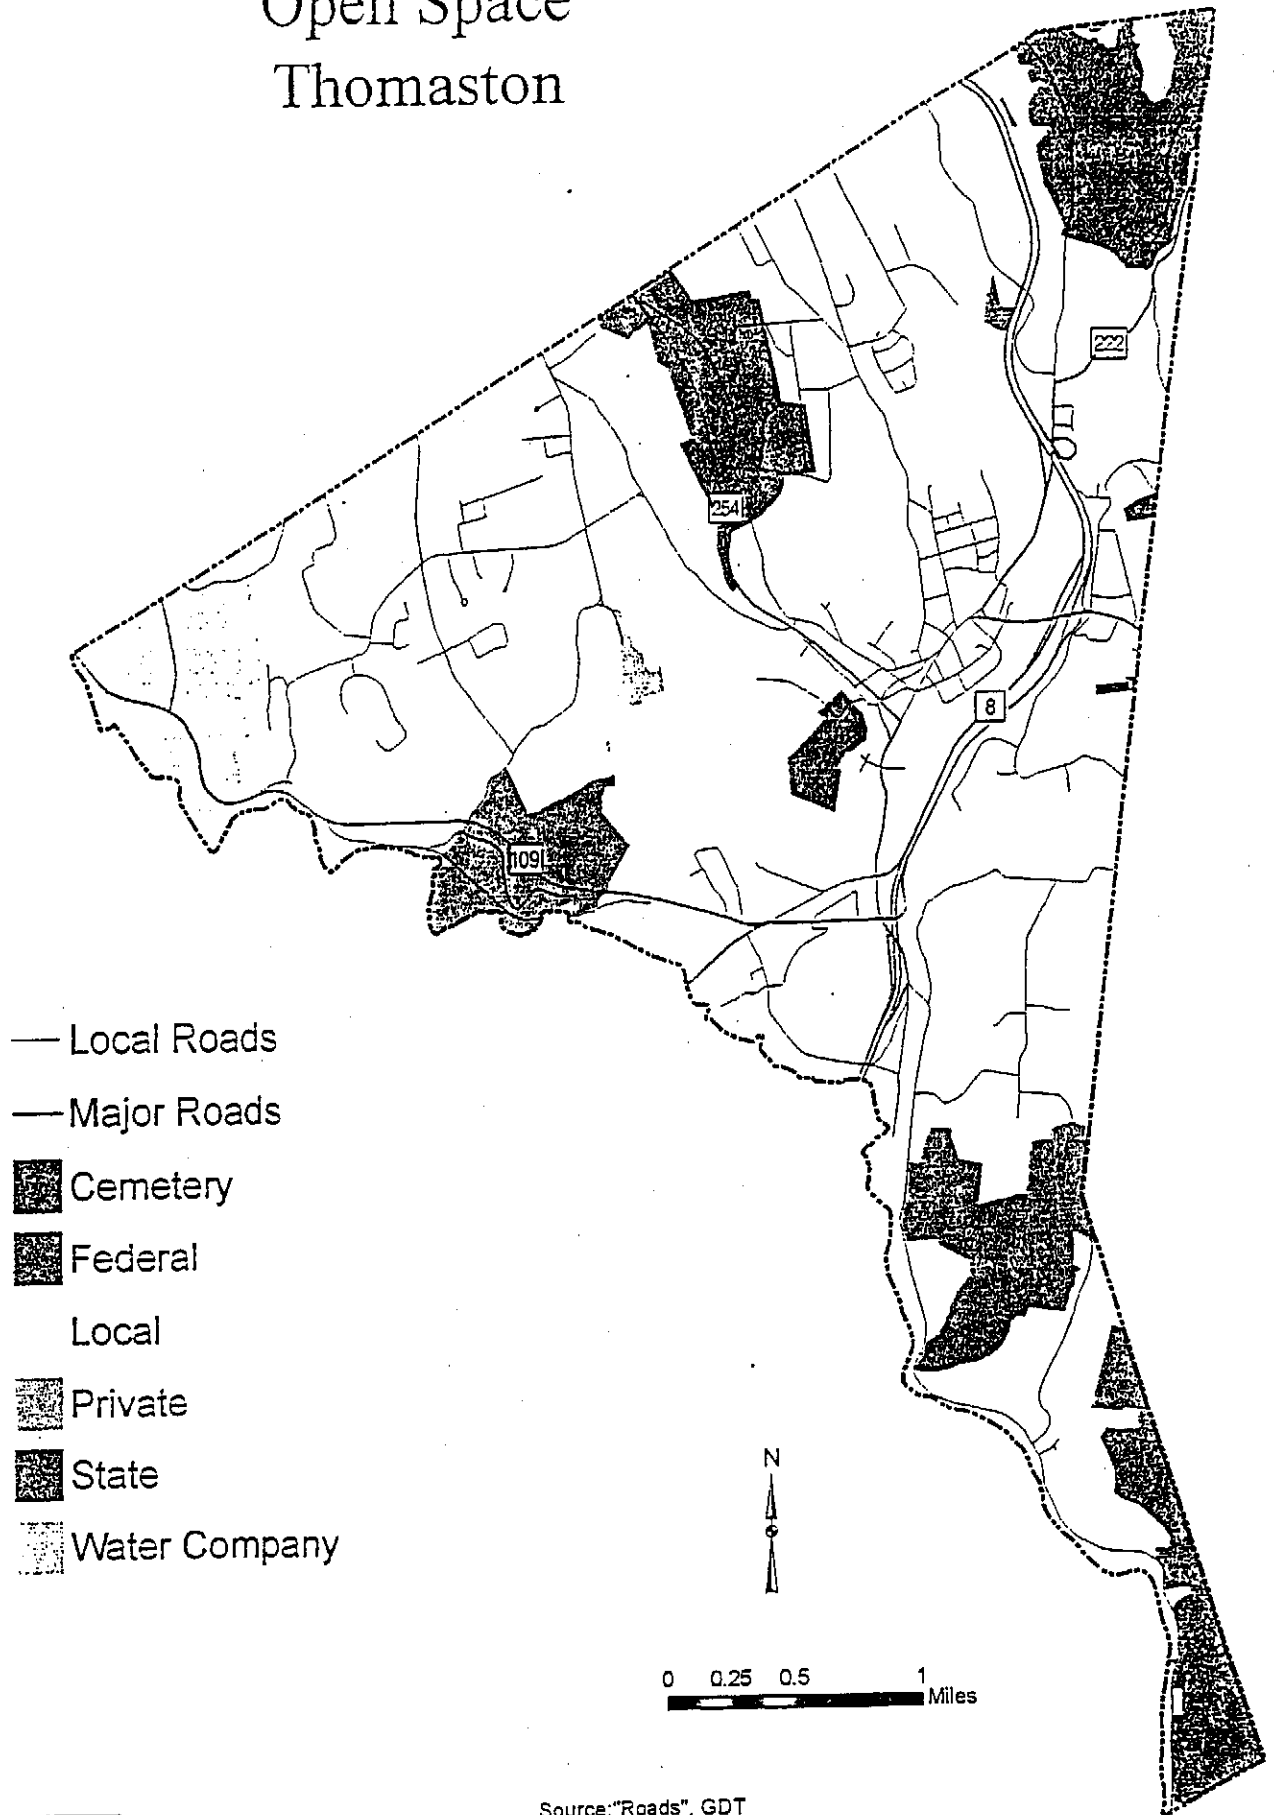 Open Space
Thomaston
222
254
8
109
Local Roads
Major Roads
Cemetery
Federal
Local
Private
State
Water Company
N
0 0.25 0.5 1
Miles
Source:"Roads", GDT